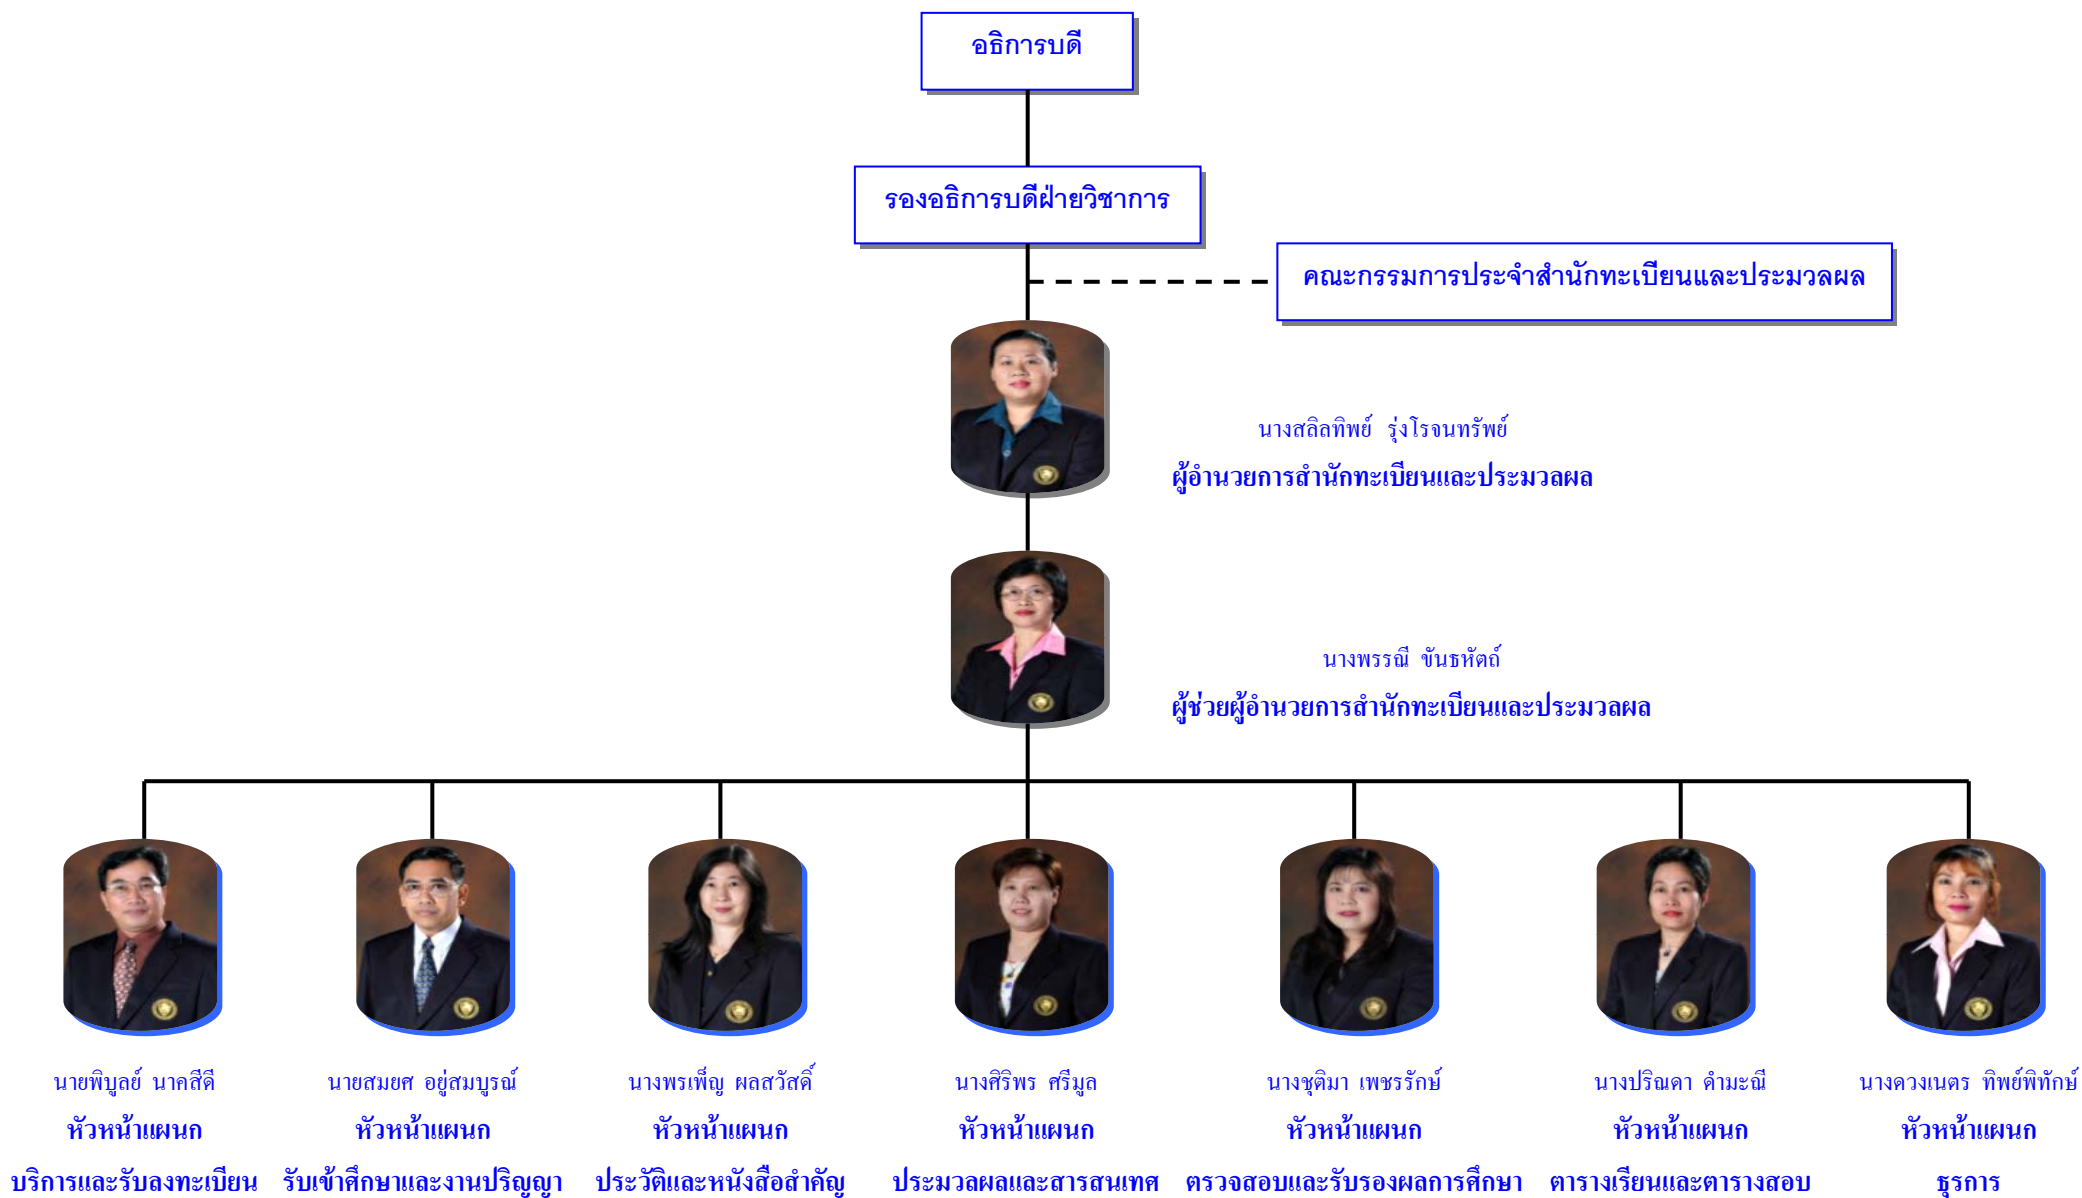 อธิการบดี
รองอธิการบดีฝ่ายวิชาการ
คณะกรรมการประจำสำนักทะเบียนและประมวลผล
นางสลิลทิพย์ รุ่งโรจนทรัพย์
ผู้อำนวยการสำนักทะเบียนและประมวลผล
นางพรรณี ขันธหัตถ์
ผู้ช่วยผู้อำนวยการสำนักทะเบียนและประมวลผล
นายพิบูลย์ นาคสีดี
หัวหน้าแผนก
บริการและรับลงทะเบียน
นายสมยศ อยู่สมบูรณ์
หัวหน้าแผนก
รับเข้าศึกษาและงานปริญญา
นางพรเพ็ญ ผลสวัสดิ์
หัวหน้าแผนก
ประวัติและหนังสือสำคัญ
นางศิริพร ศรีมูล
หัวหน้าแผนก
ประมวลผลและสารสนเทศ
นางชุติมา เพชรรักษ์
หัวหน้าแผนก
ตรวจสอบและรับรองผลการศึกษา
นางปริณดา ดำมะณี
หัวหน้าแผนก
ตารางเรียนและตารางสอบ
นางดวงเนตร ทิพย์พิทักษ์
หัวหน้าแผนก
ธุรการ